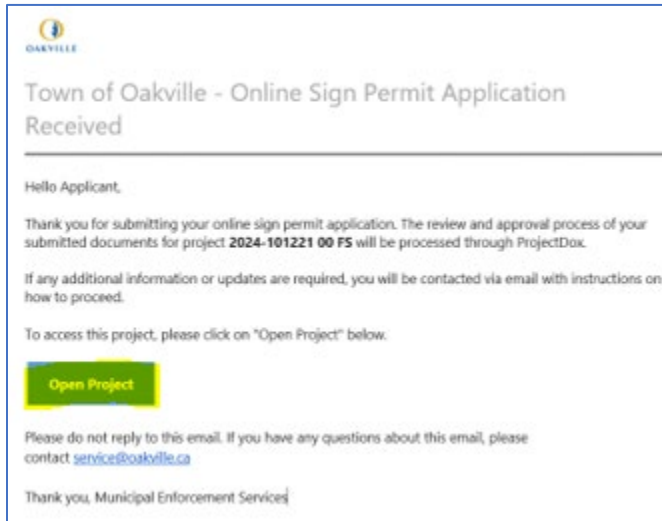 OAKVILLE
Town of Oakville - Online Sign Permit Application
Received
Hello Applicant,
Thank you for submitting your online sign permit application. The review and approval process of your
submitted documents for project 2024-101221 00 FS will be processed through ProjectDox.
If any additional information or updates are required, you will be contacted via email with instructions on
how to proceed.
To access this project, please click on "Open Project" below.
Open Project
Please do not reply to this email. If you have any questions about this email, please
contact service@oakville.ca
Thank you, Municipal Enforcement Services